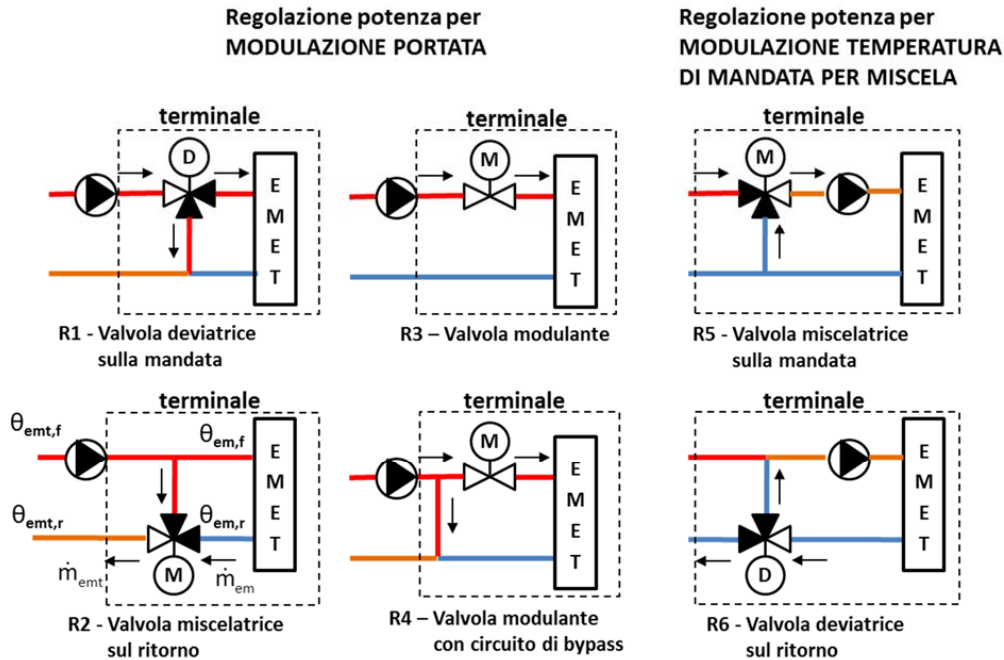 Regolazione potenza per
MODULAZIONE PORTATA
Regolazione potenza per
MODULAZIONE TEMPERATURA
DI MANDATA PER MISCELA
terminale
D
E
M
E
T
R1 - Valvola deviatrice
sulla mandata
terminale
M
E
M
E
T
R3 – Valvola modulante
terminale
M
E
M
E
T
R5 - Valvola miscelatrice
sulla mandata
terminale
θemt,f
θem,f
θemt,r
θem,r
ṁemt
M
ṁem
E
M
E
T
R2 - Valvola miscelatrice
sul ritorno
terminale
M
E
M
E
T
R4 – Valvola modulante
con circuito di bypass
terminale
D
E
M
E
T
R6 - Valvola deviatrice
sul ritorno